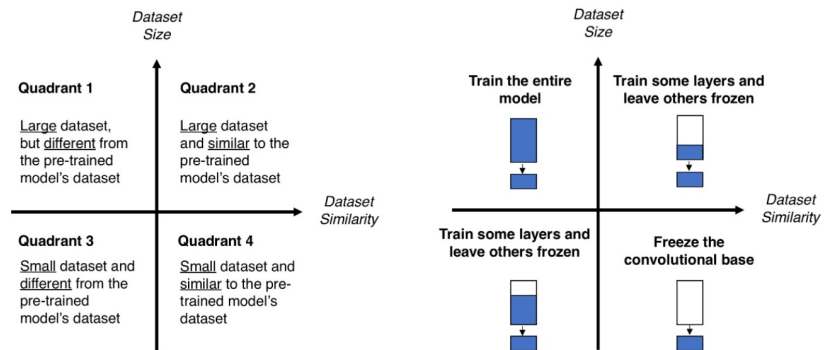 Dataset
Size
Quadrant 1
Large dataset,
but different from
the pre-trained
model's dataset
Quadrant 2
Large dataset
and similar to the
pre-trained
model's dataset
Dataset
Similarity
Quadrant 3
Small dataset and
different from the
pre-trained
model's dataset
Quadrant 4
Small dataset and
similar to the pre-
trained model's
dataset
Dataset
Size
Train the entire
model
Train some layers and
leave others frozen
Dataset
Similarity
Train some layers and
leave others frozen
Freeze the
convolutional base